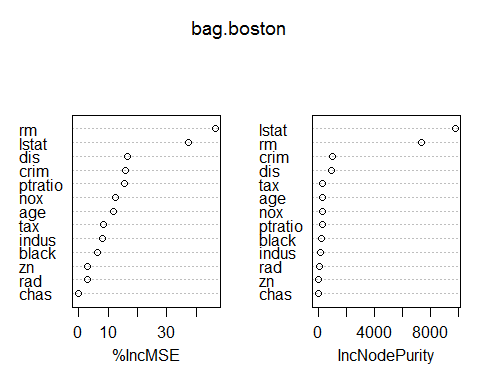 bag.boston
rm
lstat
dis
crim
ptratio
nox
age
tax
indus
black
zn
rad
chas
0 10 30
%IncMSE
lstat
rm
crim
dis
tax
age
nox
ptratio
black
indus
rad
zn
chas
0 4000 8000
IncNodePurity